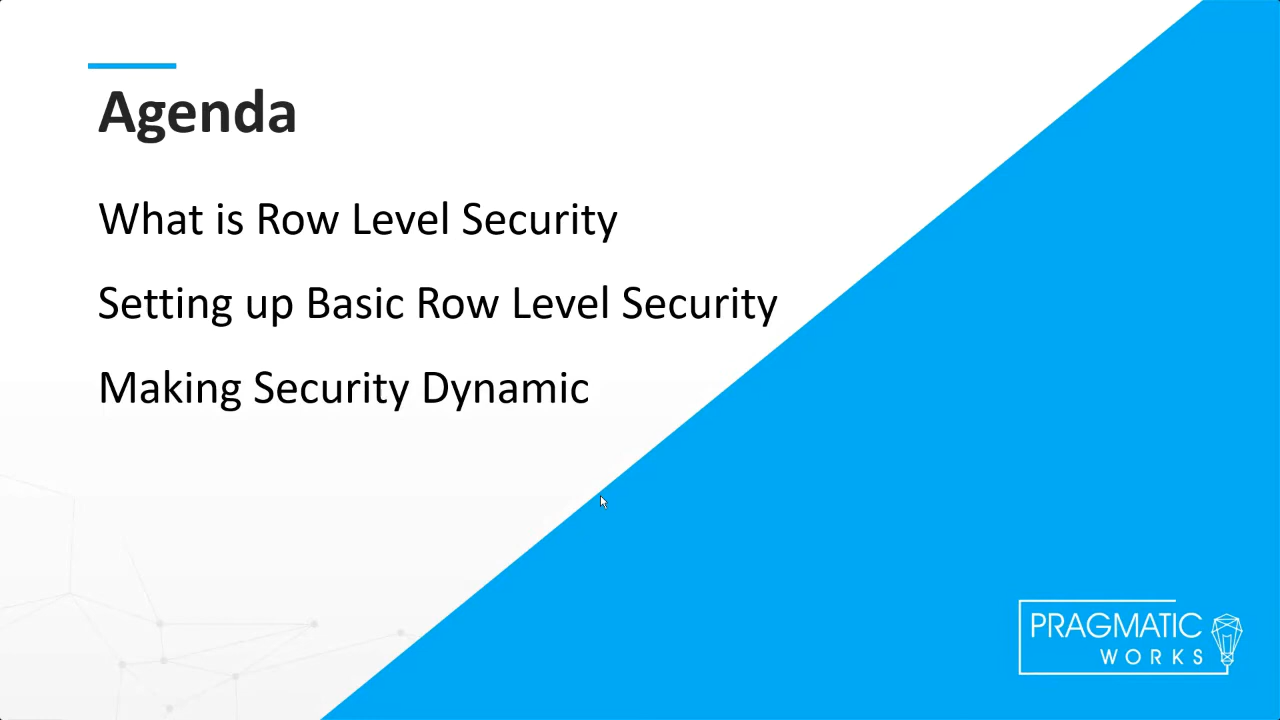 Agenda
What is Row Level Security
Setting up Basic Row Level Security
Making Security Dynamic
PRAGMATIC
WORKS